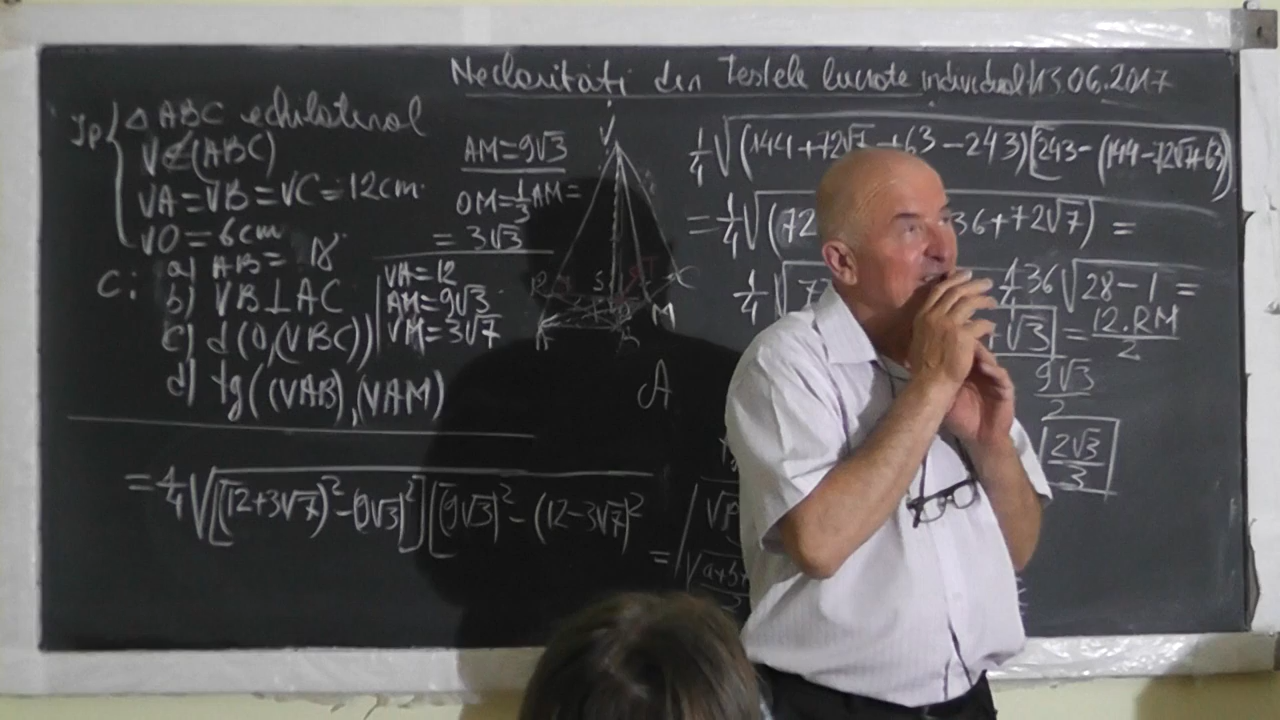 Neclarități din Testele lucrate individual 13.06.2017
Ip { △ ABC echilateral
V∉(ABC)
VA=VB=VC=12cm.
VO=6cm
C: a) AB= 18
b) VB⊥AC
c) d(O,(VBC))
d) tg((VAB),(VAM)
AM=9√3
OM=1/3 AM=
= 3√3
VA=12
AM=9√3
VM=3√7
V
C
M
A
=1/4 √[(12+3√7)²-(9√3)²][(9√3)²-(12-3√7)²
1/4 √(144+72√7+63-243)[243-(144-72√7+63)
=1/4 √(72 36+72√7) =
1/4 √7 36√28-1 =
√3 = 12.RM/2
9√3/2
2√3/3
=